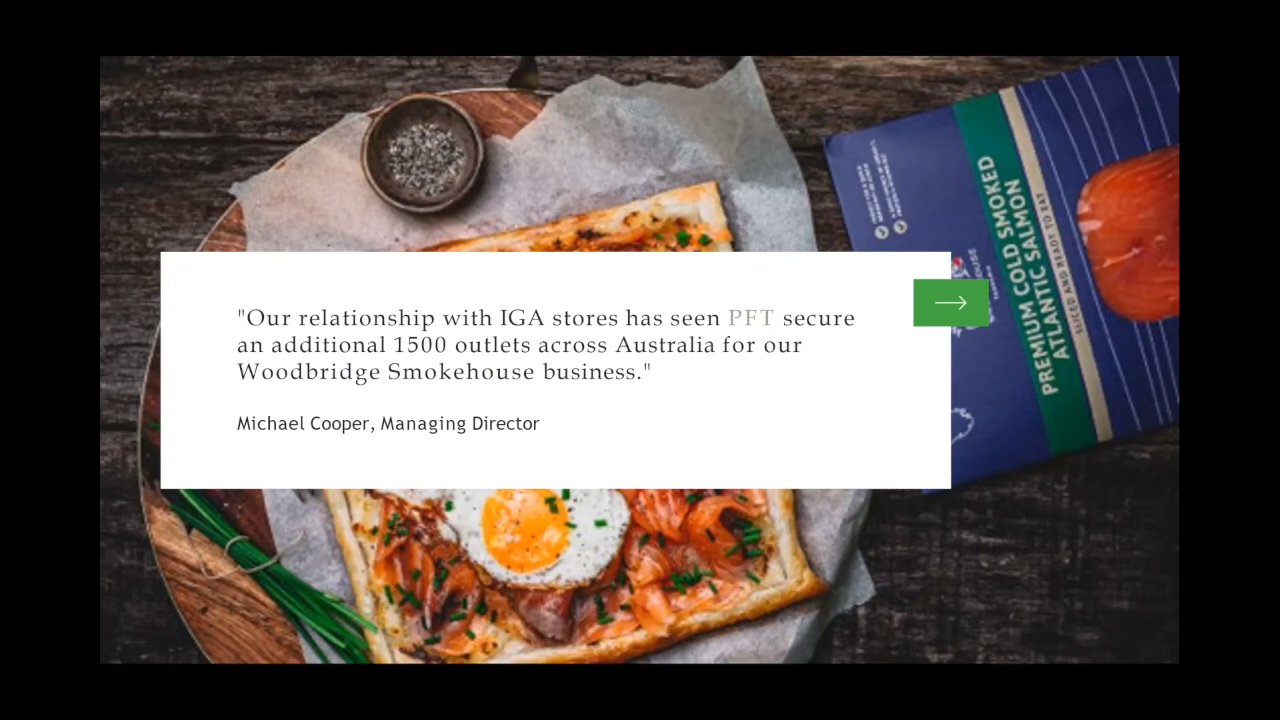 "Our relationship with IGA stores has seen PFT secure
an additional 1500 outlets across Australia for our
Woodbridge Smokehouse business."
Michael Cooper, Managing Director
PREMIUM COLD SMOKED
ATLANTIC SALMON
SLICED AND READY TO EAT